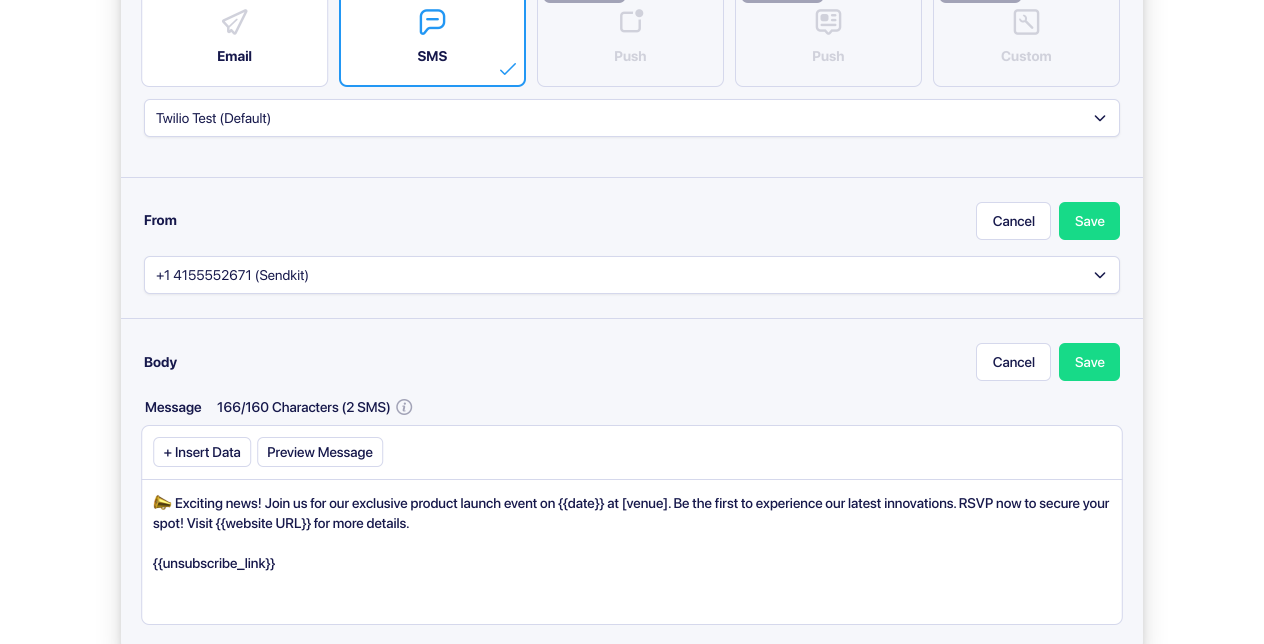 Email
SMS
Push
Push
Custom
Twilio Test (Default)
From
Cancel
Save
+1 4155552671 (Sendkit)
Body
Cancel
Save
Message 166/160 Characters (2 SMS)
+ Insert Data
Preview Message
📣 Exciting news! Join us for our exclusive product launch event on {{date}} at [venue]. Be the first to experience our latest innovations. RSVP now to secure your
spot! Visit {{website URL}} for more details.
{{unsubscribe_link}}